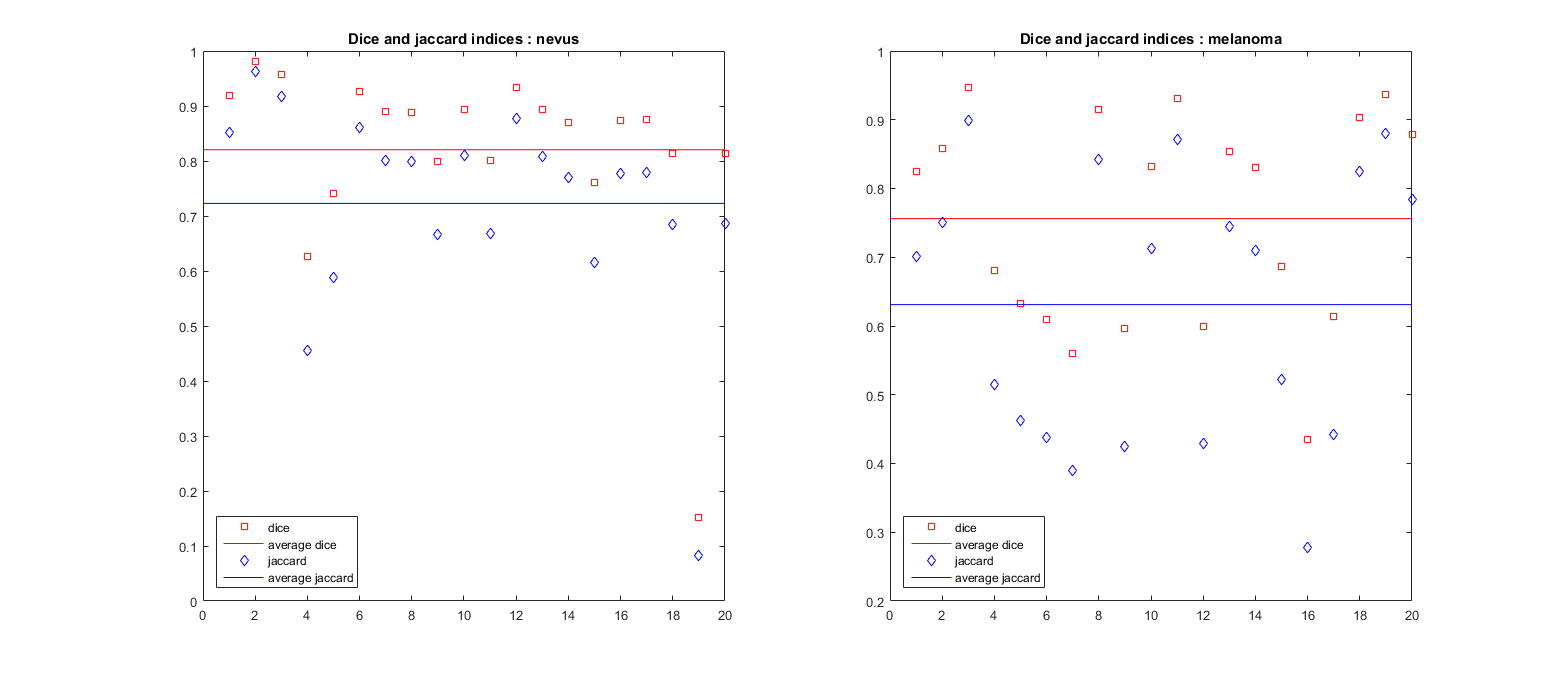 Dice and jaccard indices : nevus
1
0.9
0.8
0.7
0.6
0.5
0.4
0.3
0.2
0.1
0
dice
average dice
jaccard
average jaccard
0 2 4 6 8 10 12 14 16 18 20
Dice and jaccard indices : melanoma
1
0.9
0.8
0.7
0.6
0.5
0.4
0.3
0.2
dice
average dice
jaccard
average jaccard
0 2 4 6 8 10 12 14 16 18 20